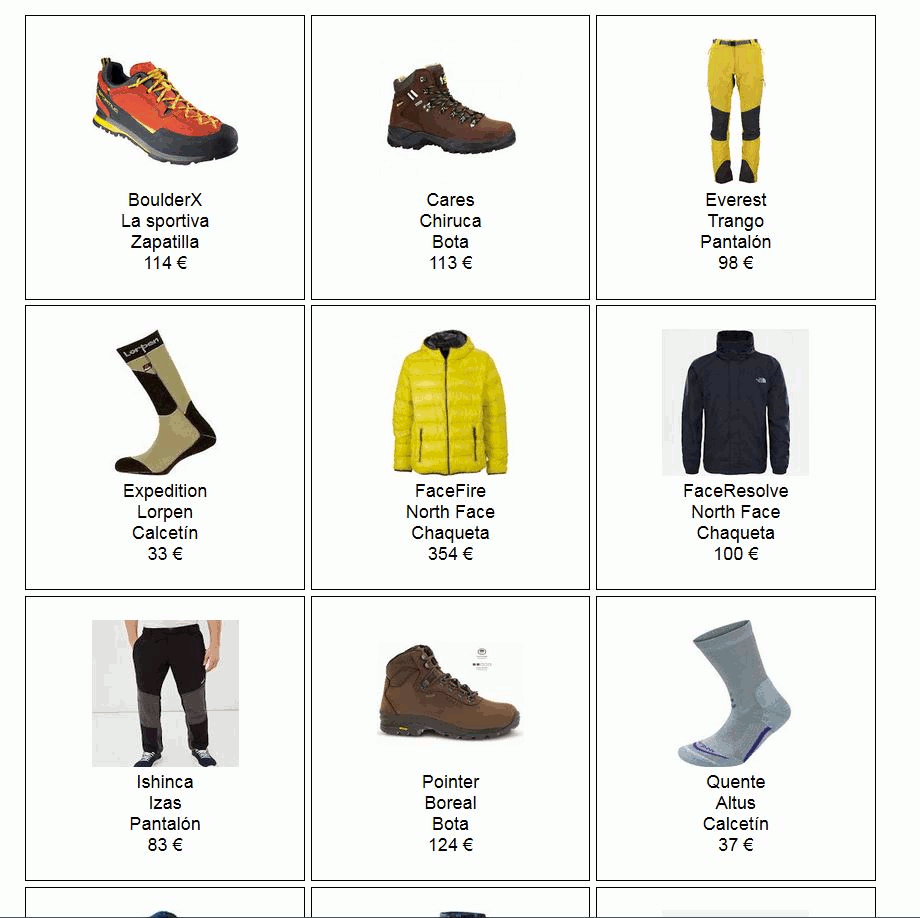 BoulderX
La sportiva
Zapatilla
114 €
Cares
Chiruca
Bota
113 €
Everest
Trango
Pantalón
98 €
Lorpen
Expedition
Lorpen
Calcetín
33 €
FaceFire
North Face
Chaqueta
354 €
FaceResolve
North Face
Chaqueta
100 €
Ishinca
Izas
Pantalón
83 €
Pointer
Boreal
Bota
124 €
Quente
Altus
Calcetín
37 €